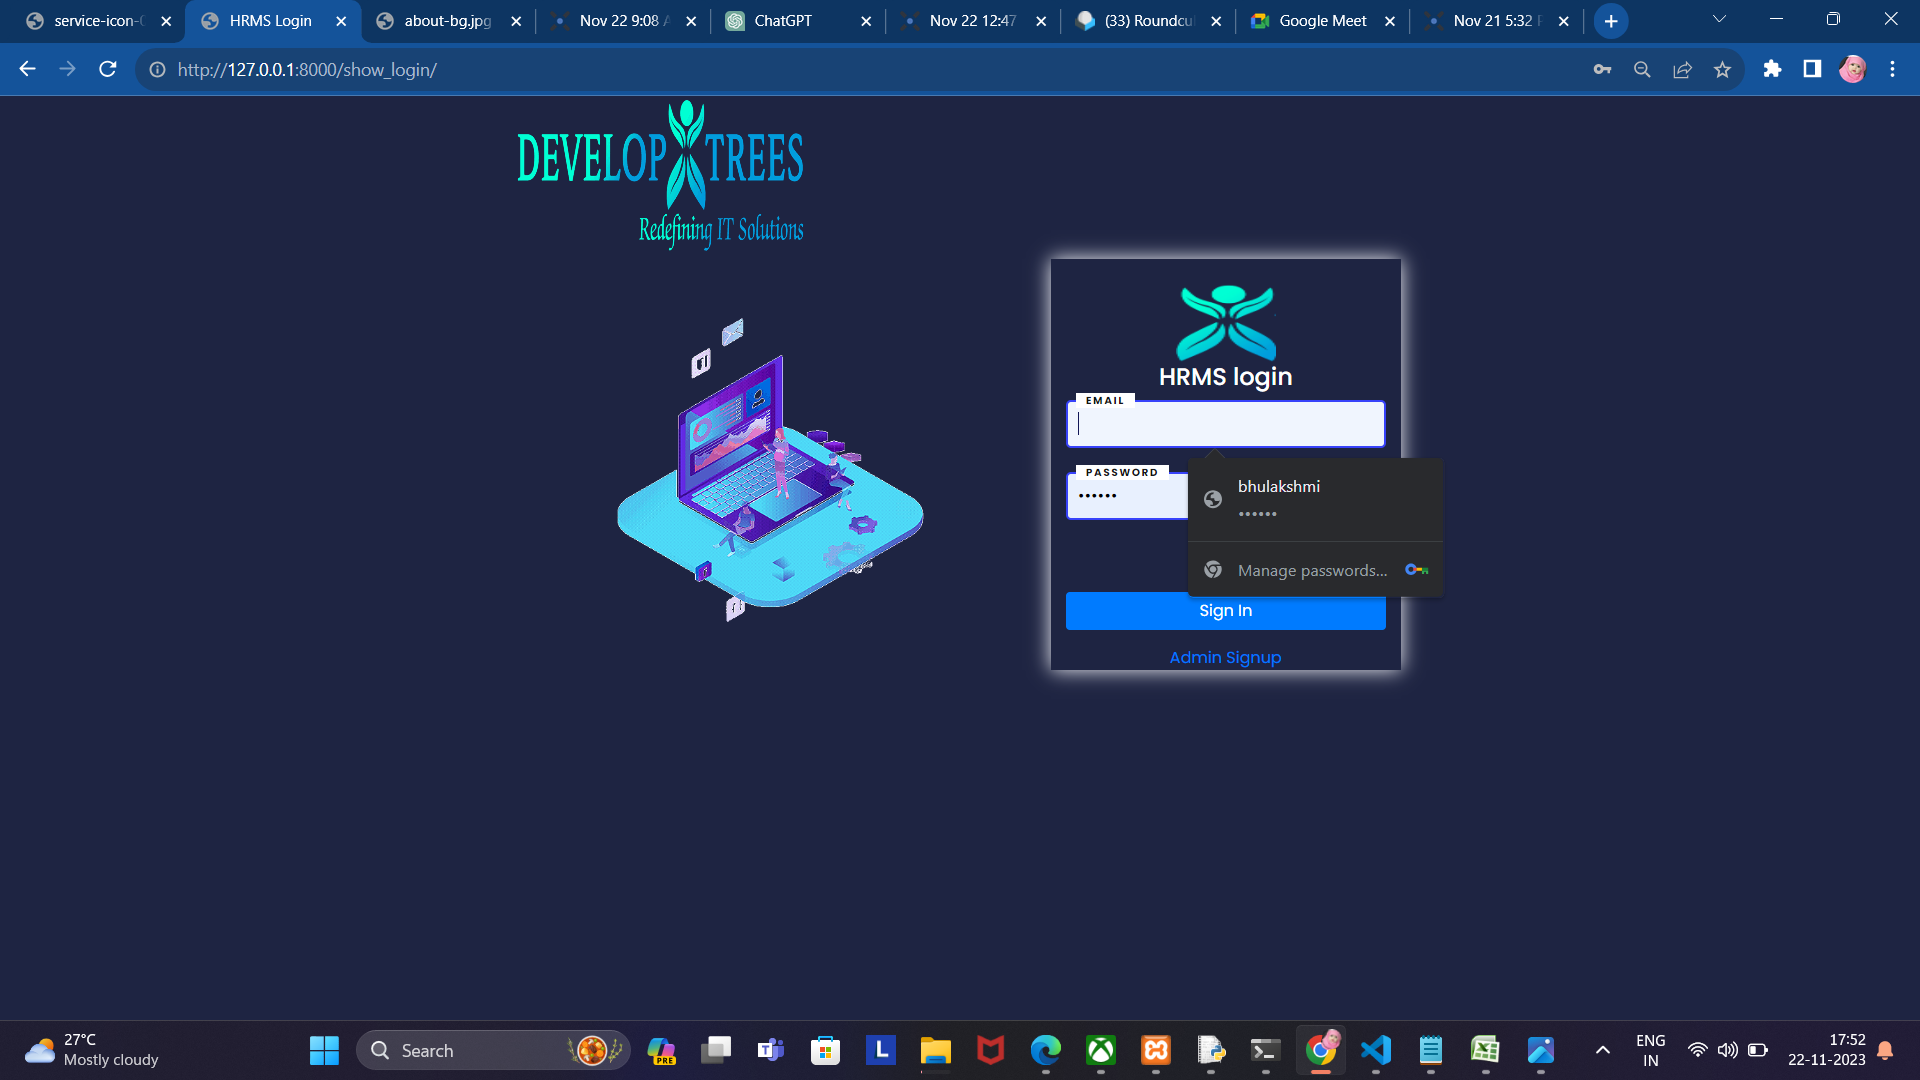 service-icon-
HRMS Login
about-bg.jpg
Nov 22 9:08 A
ChatGPT
Nov 22 12:47
(33) Roundcu
Google Meet
Nov 21 5:32 P
http://127.0.0.1:8000/show_login/
DEVELOP TREES
Redefining IT Solutions
HRMS login
EMAIL
PASSWORD
••••••
bhulakshmi
••••••
Manage passwords...
Sign In
Admin Signup
27°C
Mostly cloudy
Search
PRE
L
ENG
IN
17:52
22-11-2023